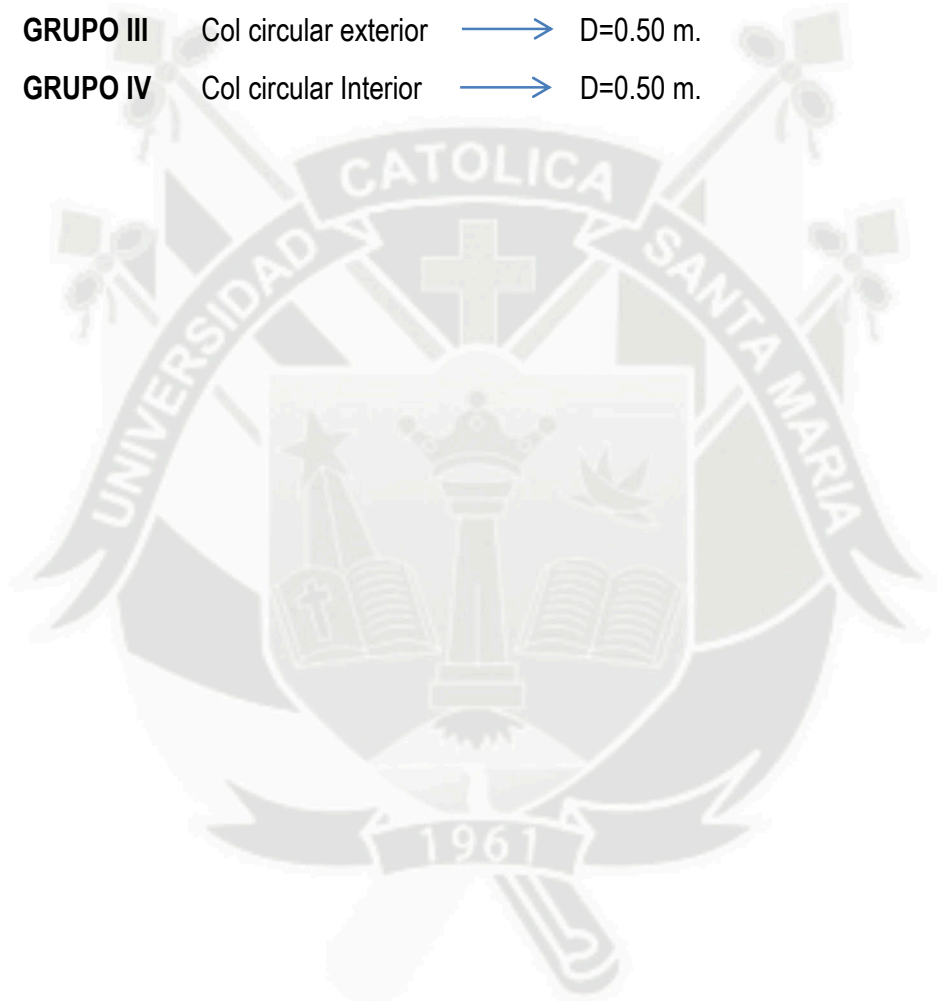 GRUPO III Col circular exterior → D=0.50 m.
GRUPO IV Col circular Interior → D=0.50 m.
UNIVERSIDAD CATOLICA SANTA MARIA
1961